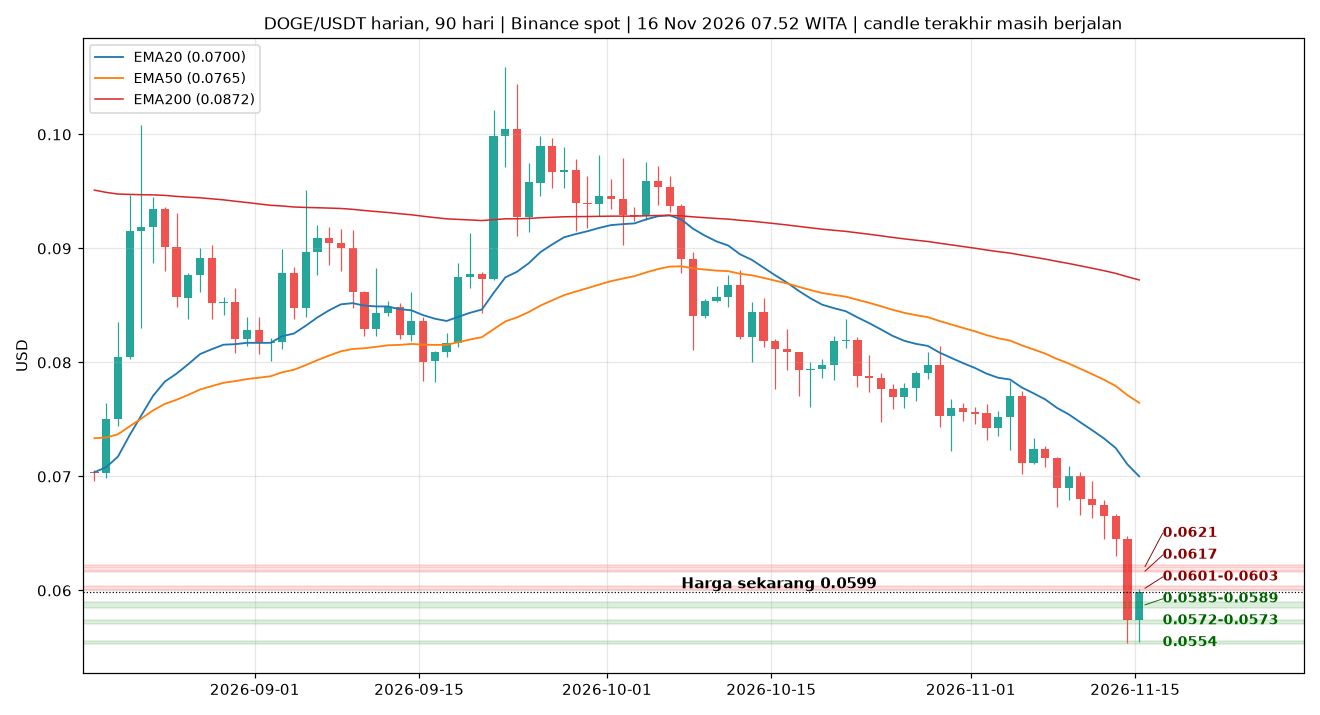 DOGE/USDT harian, 90 hari | Binance spot | 16 Nov 2026 07.52 WITA | candle terakhir masih berjalan
EMA20 (0.0700)
EMA50 (0.0765)
EMA200 (0.0872)
USD
0.10
0.09
0.08
0.07
0.06
0.0621
0.0617
0.0601-0.0603
Harga sekarang 0.0599
0.0585-0.0589
0.0572-0.0573
0.0554
2026-09-01
2026-09-15
2026-10-01
2026-10-15
2026-11-01
2026-11-15